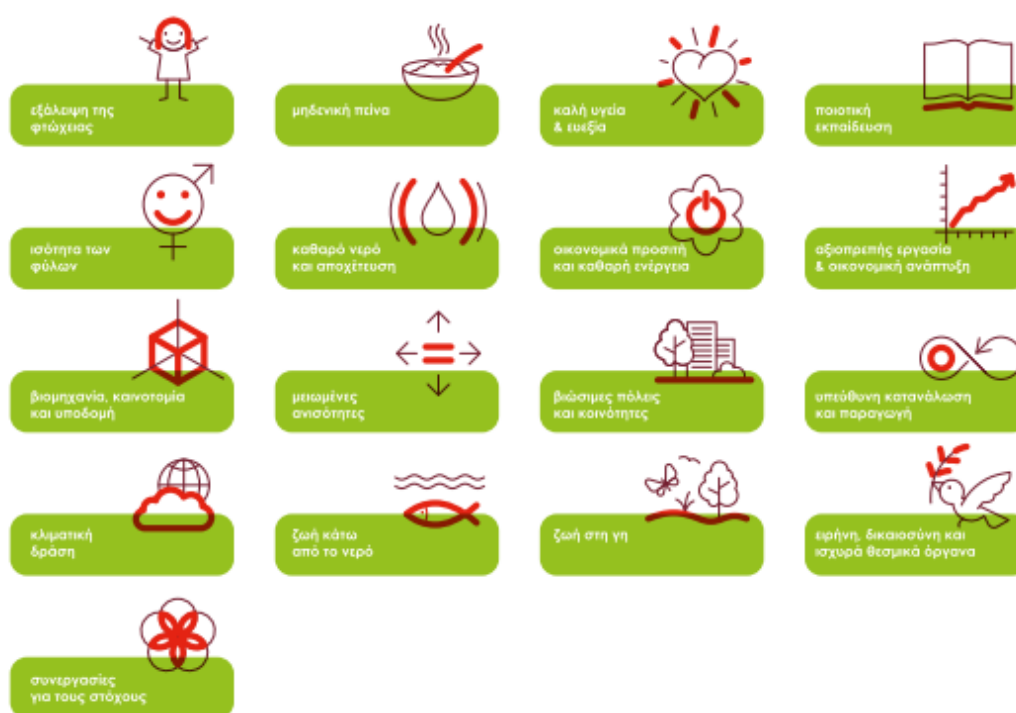 εξάλειψη της
φτώχειας
μηδενική πείνα
καλή υγεία
& ευεξία
ποιοτική
εκπαίδευση
ισότητα των
φύλων
καθαρό νερό
και αποχέτευση
οικονομικά προσιτή
και καθαρή ενέργεια
αξιοπρεπής εργασία
& οικονομική ανάπτυξη
βιομηχανία, καινοτομία
και υποδομή
μειωμένες
ανισότητες
βιώσιμες πόλεις
και κοινότητες
υπεύθυνη κατανάλωση
και παραγωγή
κλιματική
δράση
ζωή κάτω
από το νερό
ζωή στη γη
ειρήνη, δικαιοσύνη και
ισχυρά θεσμικά όργανα
συνεργασίες
για τους στόχους